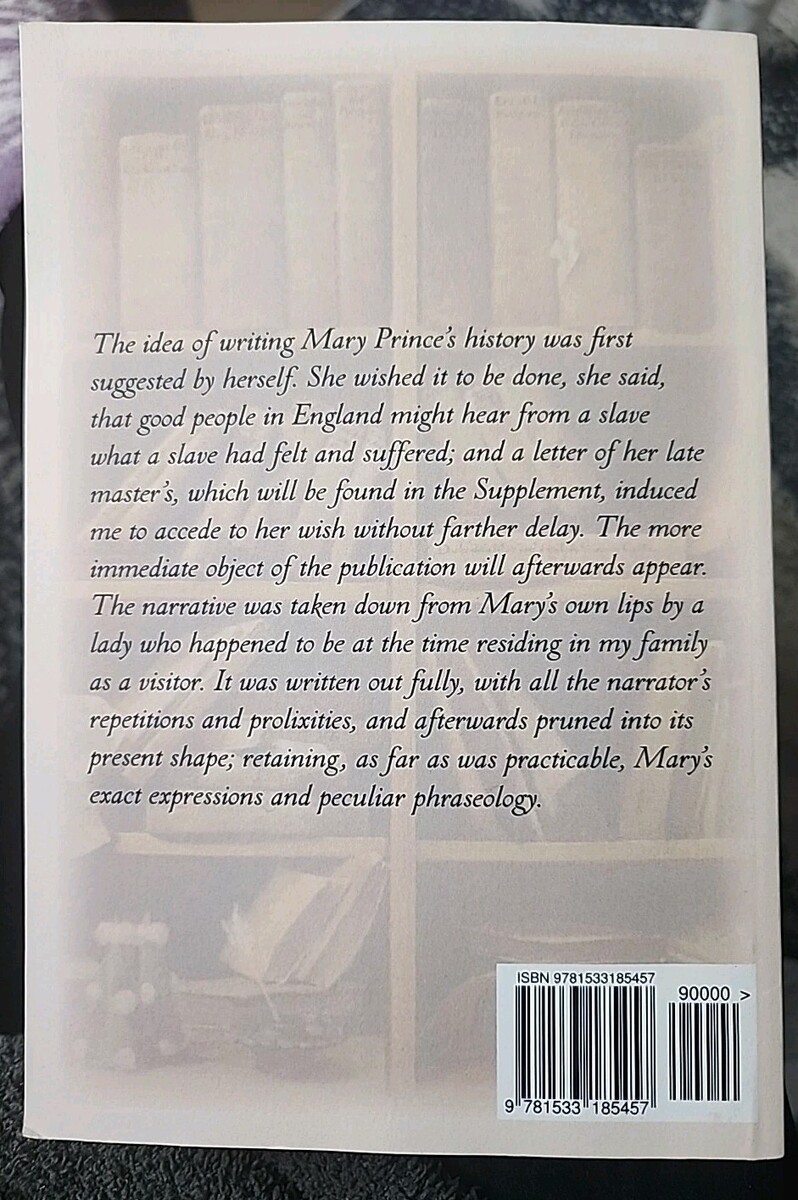 The idea of writing Mary Prince's history was first
suggested by herself. She wished it to be done, she said,
that good people in England might hear from a slave
what a slave had felt and suffered; and a letter of her late
master's, which will be found in the Supplement, induced
me to accede to her wish without farther delay. The more
immediate object of the publication will afterwards appear.
The narrative was taken down from Mary's own lips by a
lady who happened to be at the time residing in my family
as a visitor. It was written out fully, with all the narrator's
repetitions and prolixities, and afterwards pruned into its
present shape; retaining, as far as was practicable, Mary's
exact expressions and peculiar phraseology.
ISBN 9781533185457
90000 >
9 781533 185457